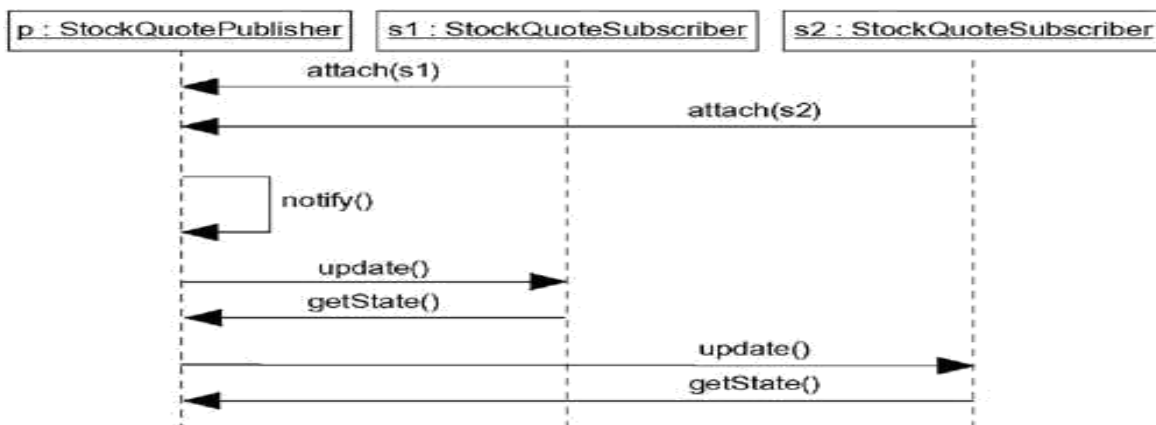 p : StockQuotePublisher
s1 : StockQuoteSubscriber
s2 : StockQuoteSubscriber
attach(s1)
attach(s2)
notify()
update()
getState()
update()
getState()